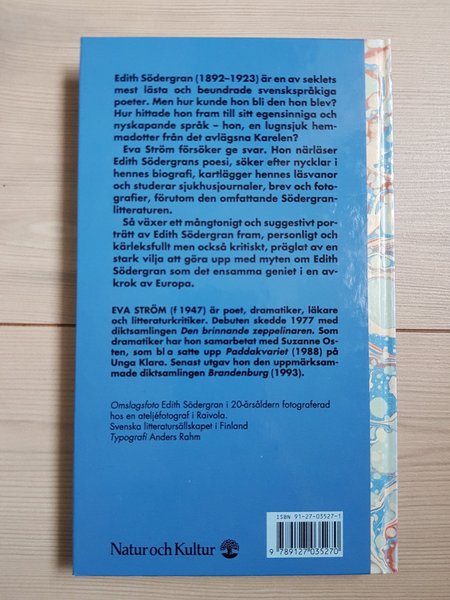 Edith Södergran (1892–1923) är en av seklets
mest lästa och beundrade svenskspråkiga
poeter. Men hur kunde hon bli den hon blev?
Hur hittade hon fram till sitt egensinniga och
nyskapande språk – hon, en lugnsjuk hem-
madotter från det avlägsna Karelen?
Eva Ström försöker ge svar. Hon närläser
Edith Södergrans poesi, söker efter nycklar i
hennes biografi, kartlägger hennes läsvanor
och studerar sjukhusjournaler, brev och foto-
grafier, förutom den omfattande Södergran-
litteraturen.
Så växer ett mångtonigt och suggestivt por-
trätt av Edith Södergran fram, personligt och
kärleksfullt men också kritiskt, präglat av en
stark vilja att göra upp med myten om Edith
Södergran som det ensamma geniet i en av-
krok av Europa.
EVA STRÖM (f 1947) är poet, dramatiker, läkare
och litteraturkritiker. Debuten skedde 1977 med
diktsamlingen Den brinnande zeppelinaren. Som
dramatiker har hon samarbetat med Suzanne Os-
ten, som bl a satte upp Paddakvariet (1988) på
Unga Klara. Senast utgav hon den uppmärksam-
made diktsamlingen Brandenburg (1993).
Omslagsfoto Edith Södergran i 20-årsåldern fotograferad
hos en ateljéfotograf i Raivola.
Svenska litteratursällskapet i Finland
Typografi Anders Rahm
ISBN 91-27-03527-1
9 789127 035270
Natur och Kultur